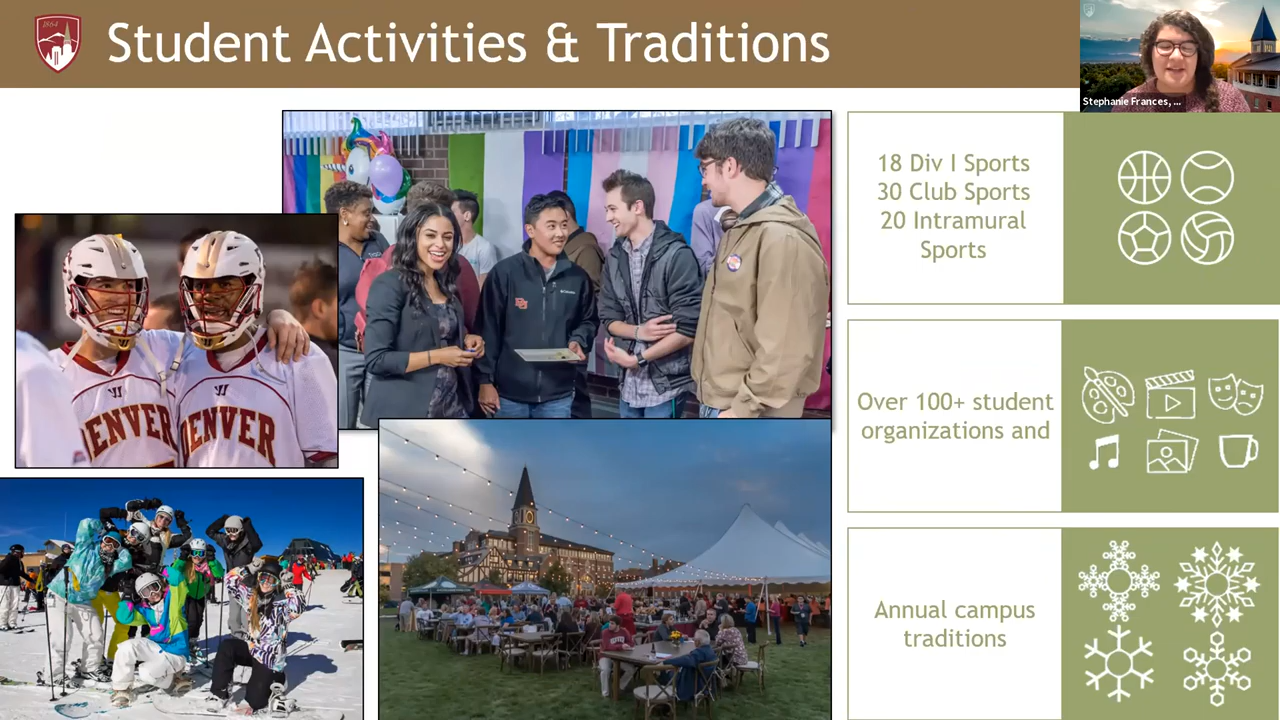 1864
Student Activities & Traditions
Stephanie Frances, ...
18 Div I Sports
30 Club Sports
20 Intramural
Sports
DENVER
DENVER
Over 100+ student
organizations and
Annual campus
traditions